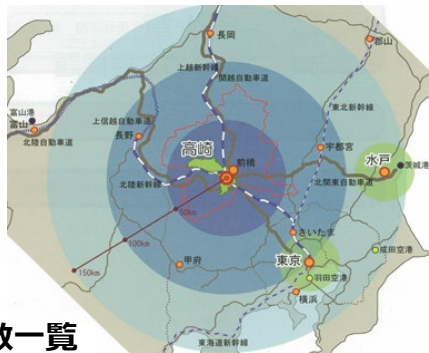 長岡
郡山
上越新幹線
関越自動車道
東北新幹線
富山港
富山
北陸自動車道
上信越自動車道
長野
高崎
前橋
宇都宮
水戸
茨城港
北陸新幹線
北関東自動車道
50km
100km
150km
さいたま
甲府
東京
成田空港
羽田空港
横浜
東海道新幹線
数一覧